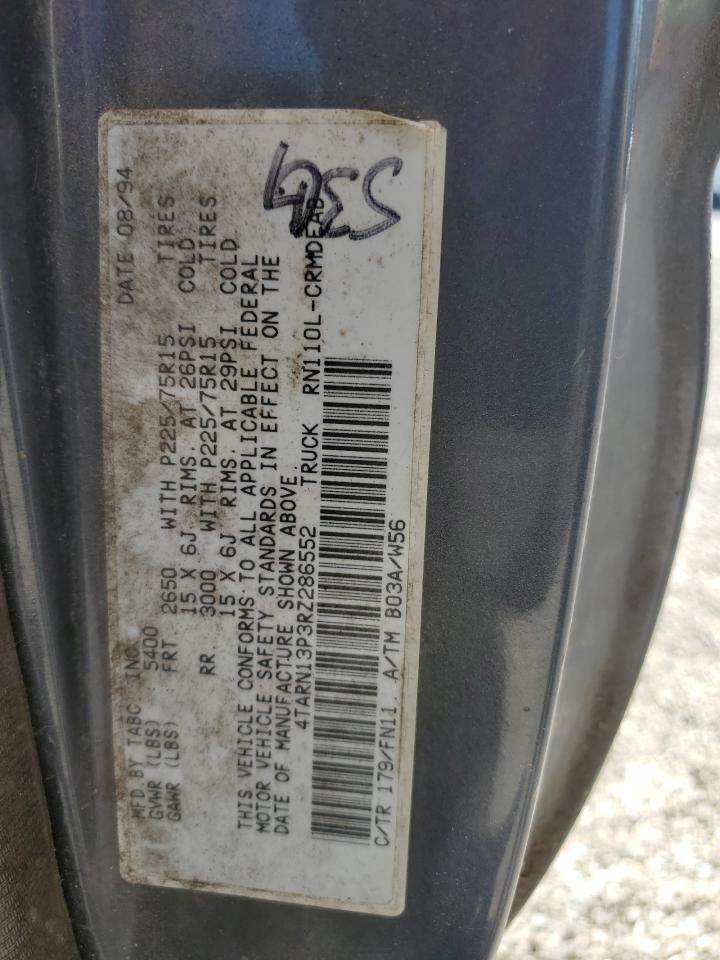 MFD.BY TABC INC. DATE 08/94
GVWR (LBS) 5400
GAWR (LBS) FRT. 2650 WITH P225/75R15 TIRES
15 X 6J RIMS. AT 26PSI COLD
RR. 3000 WITH P225/75R15 TIRES
15 X 6J RIMS. AT 29PSI COLD
THIS VEHICLE CONFORMS TO ALL APPLICABLE FEDERAL
MOTOR VEHICLE SAFETY STANDARDS IN EFFECT ON THE
DATE OF MANUFACTURE SHOWN ABOVE.
4TARN13P3RZ286552 TRUCK RN110L-CRMDEAB
C/TR 179/FN11. A/TM B03A/W56